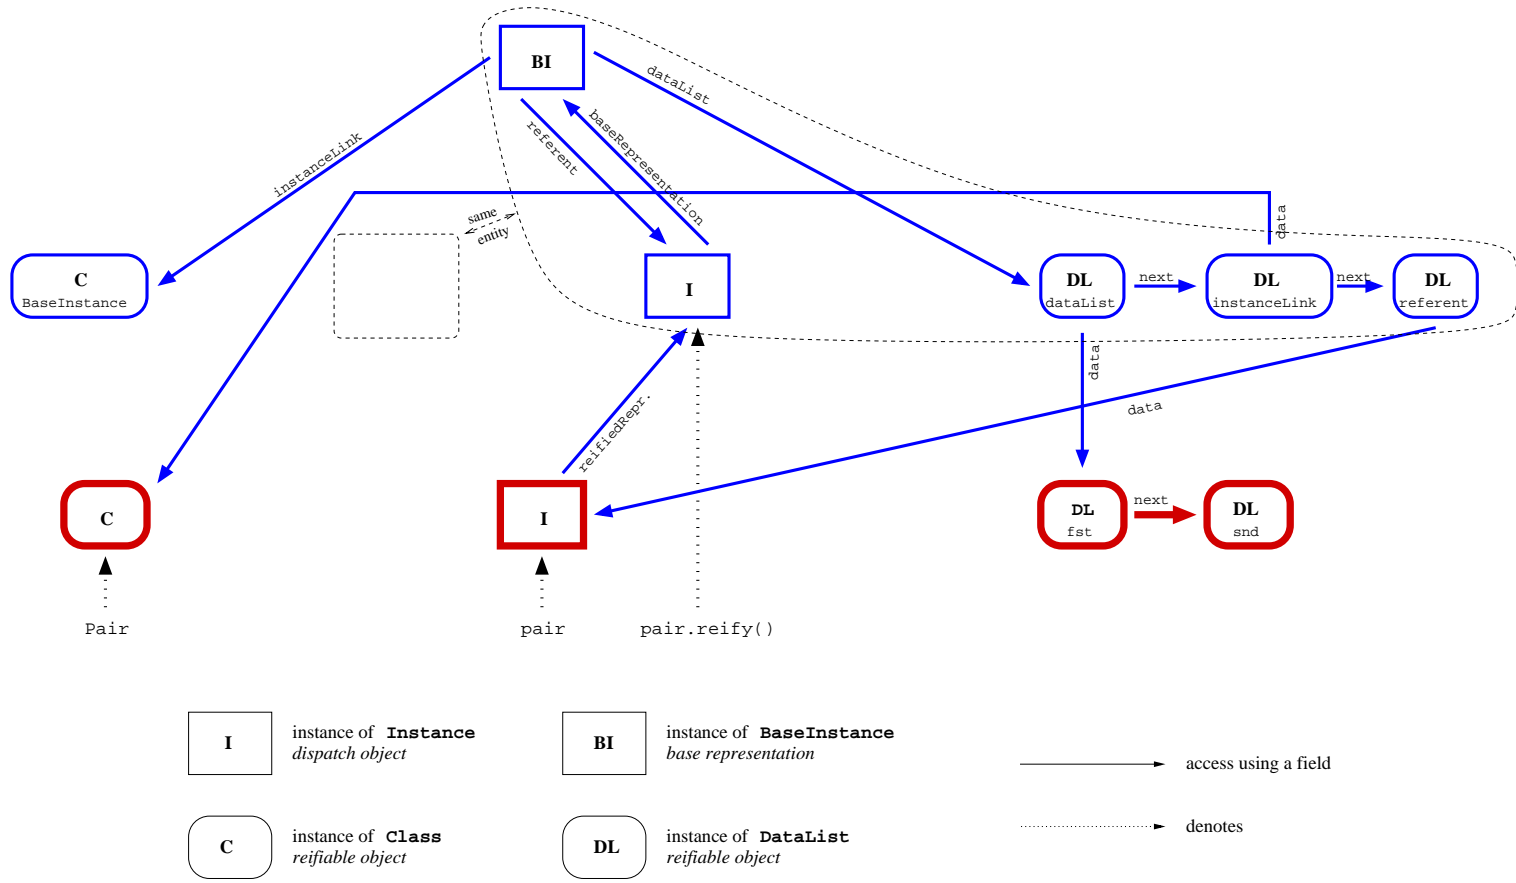 BI
dataList
baseRepresentation
referent
instanceLink
same
entity
data
C
BaseInstance
I
DL
dataList
next
DL
instanceLink
next
DL
referent
data
data
reifiedRepr.
C
I
DL
fst
next
DL
snd
Pair
pair
pair.reify()
I
instance of Instance
dispatch object
BI
instance of BaseInstance
base representation
access using a field
C
instance of Class
reifiable object
DL
instance of DataList
reifiable object
denotes